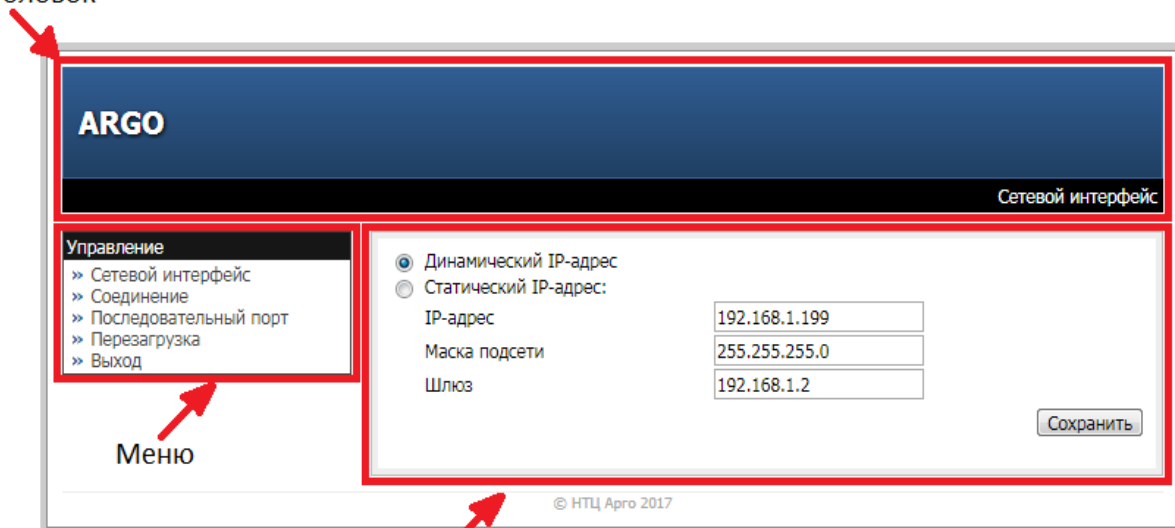 ARGO
Сетевой интерфейс
Управление
» Сетевой интерфейс
» Соединение
» Последовательный порт
» Перезагрузка
» Выход
Динамический IP-адрес
Статический IP-адрес:
IP-адрес 192.168.1.199
Маска подсети 255.255.255.0
Шлюз 192.168.1.2
Сохранить
Меню
© НТЦ Арго 2017